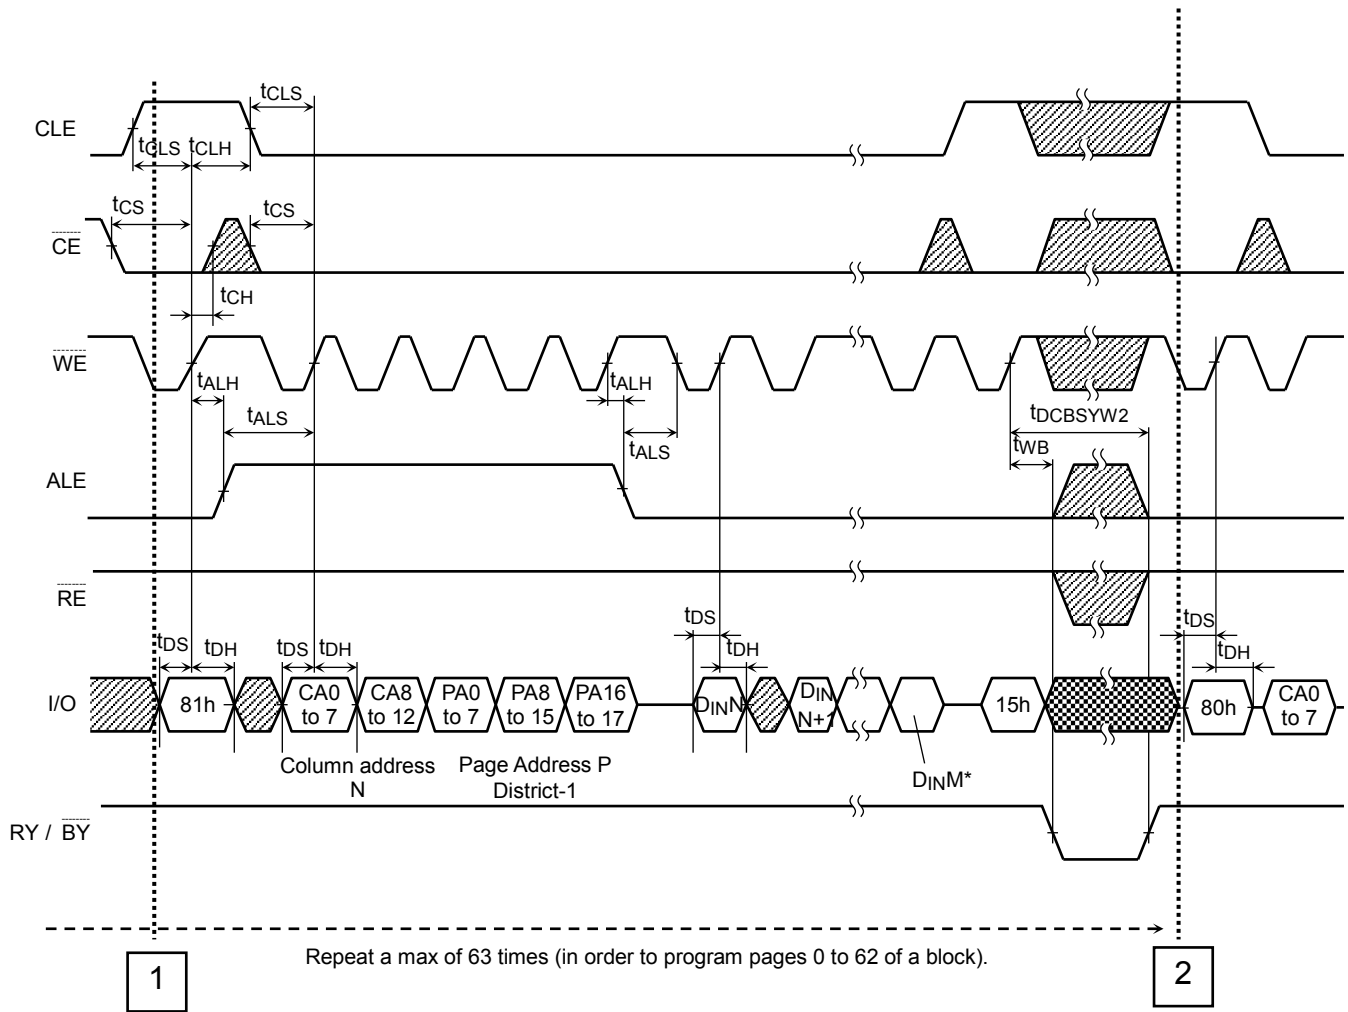 tCLS
CLE
tCLS tCLH
tCS tCS
CE
tCH
WE
tALH tALH
tALS tALS
tDCBSYW2
tWB
ALE
RE
tDS tDH tDS tDH tDS tDH tDS tDH
I/O
81h
CA0 to 7
CA8 to 12
PA0 to 7
PA8 to 15
PA16 to 17
DINN
DIN N+1
15h
80h
CA0 to 7
Column address N
Page Address P District-1
DINM*
RY / BY
Repeat a max of 63 times (in order to program pages 0 to 62 of a block).
1
2